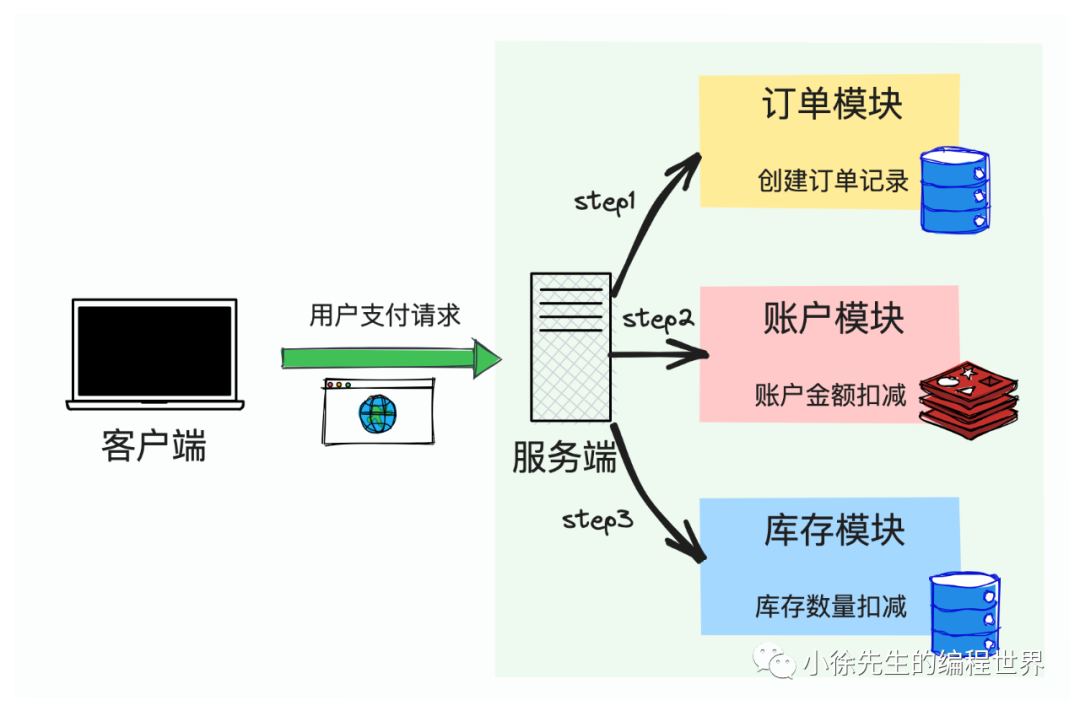 订单模块
创建订单记录
step1
用户支付请求
step2
账户模块
账户金额扣减
客户端
服务端
step3
库存模块
库存数量扣减
小徐先生的编程世界